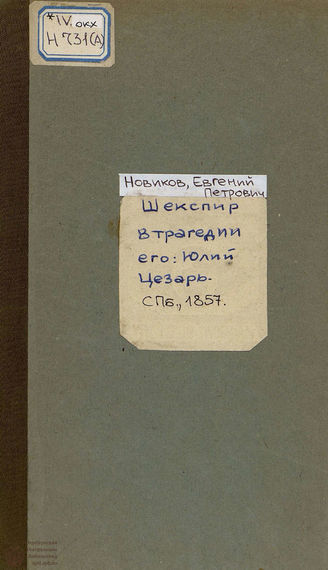 *IV. окх
Н 731(А)
Новиков, Евгений
Петрович
Шекспир
в трагедии
его: Юлий
Цезарь.
СПб., 1857.